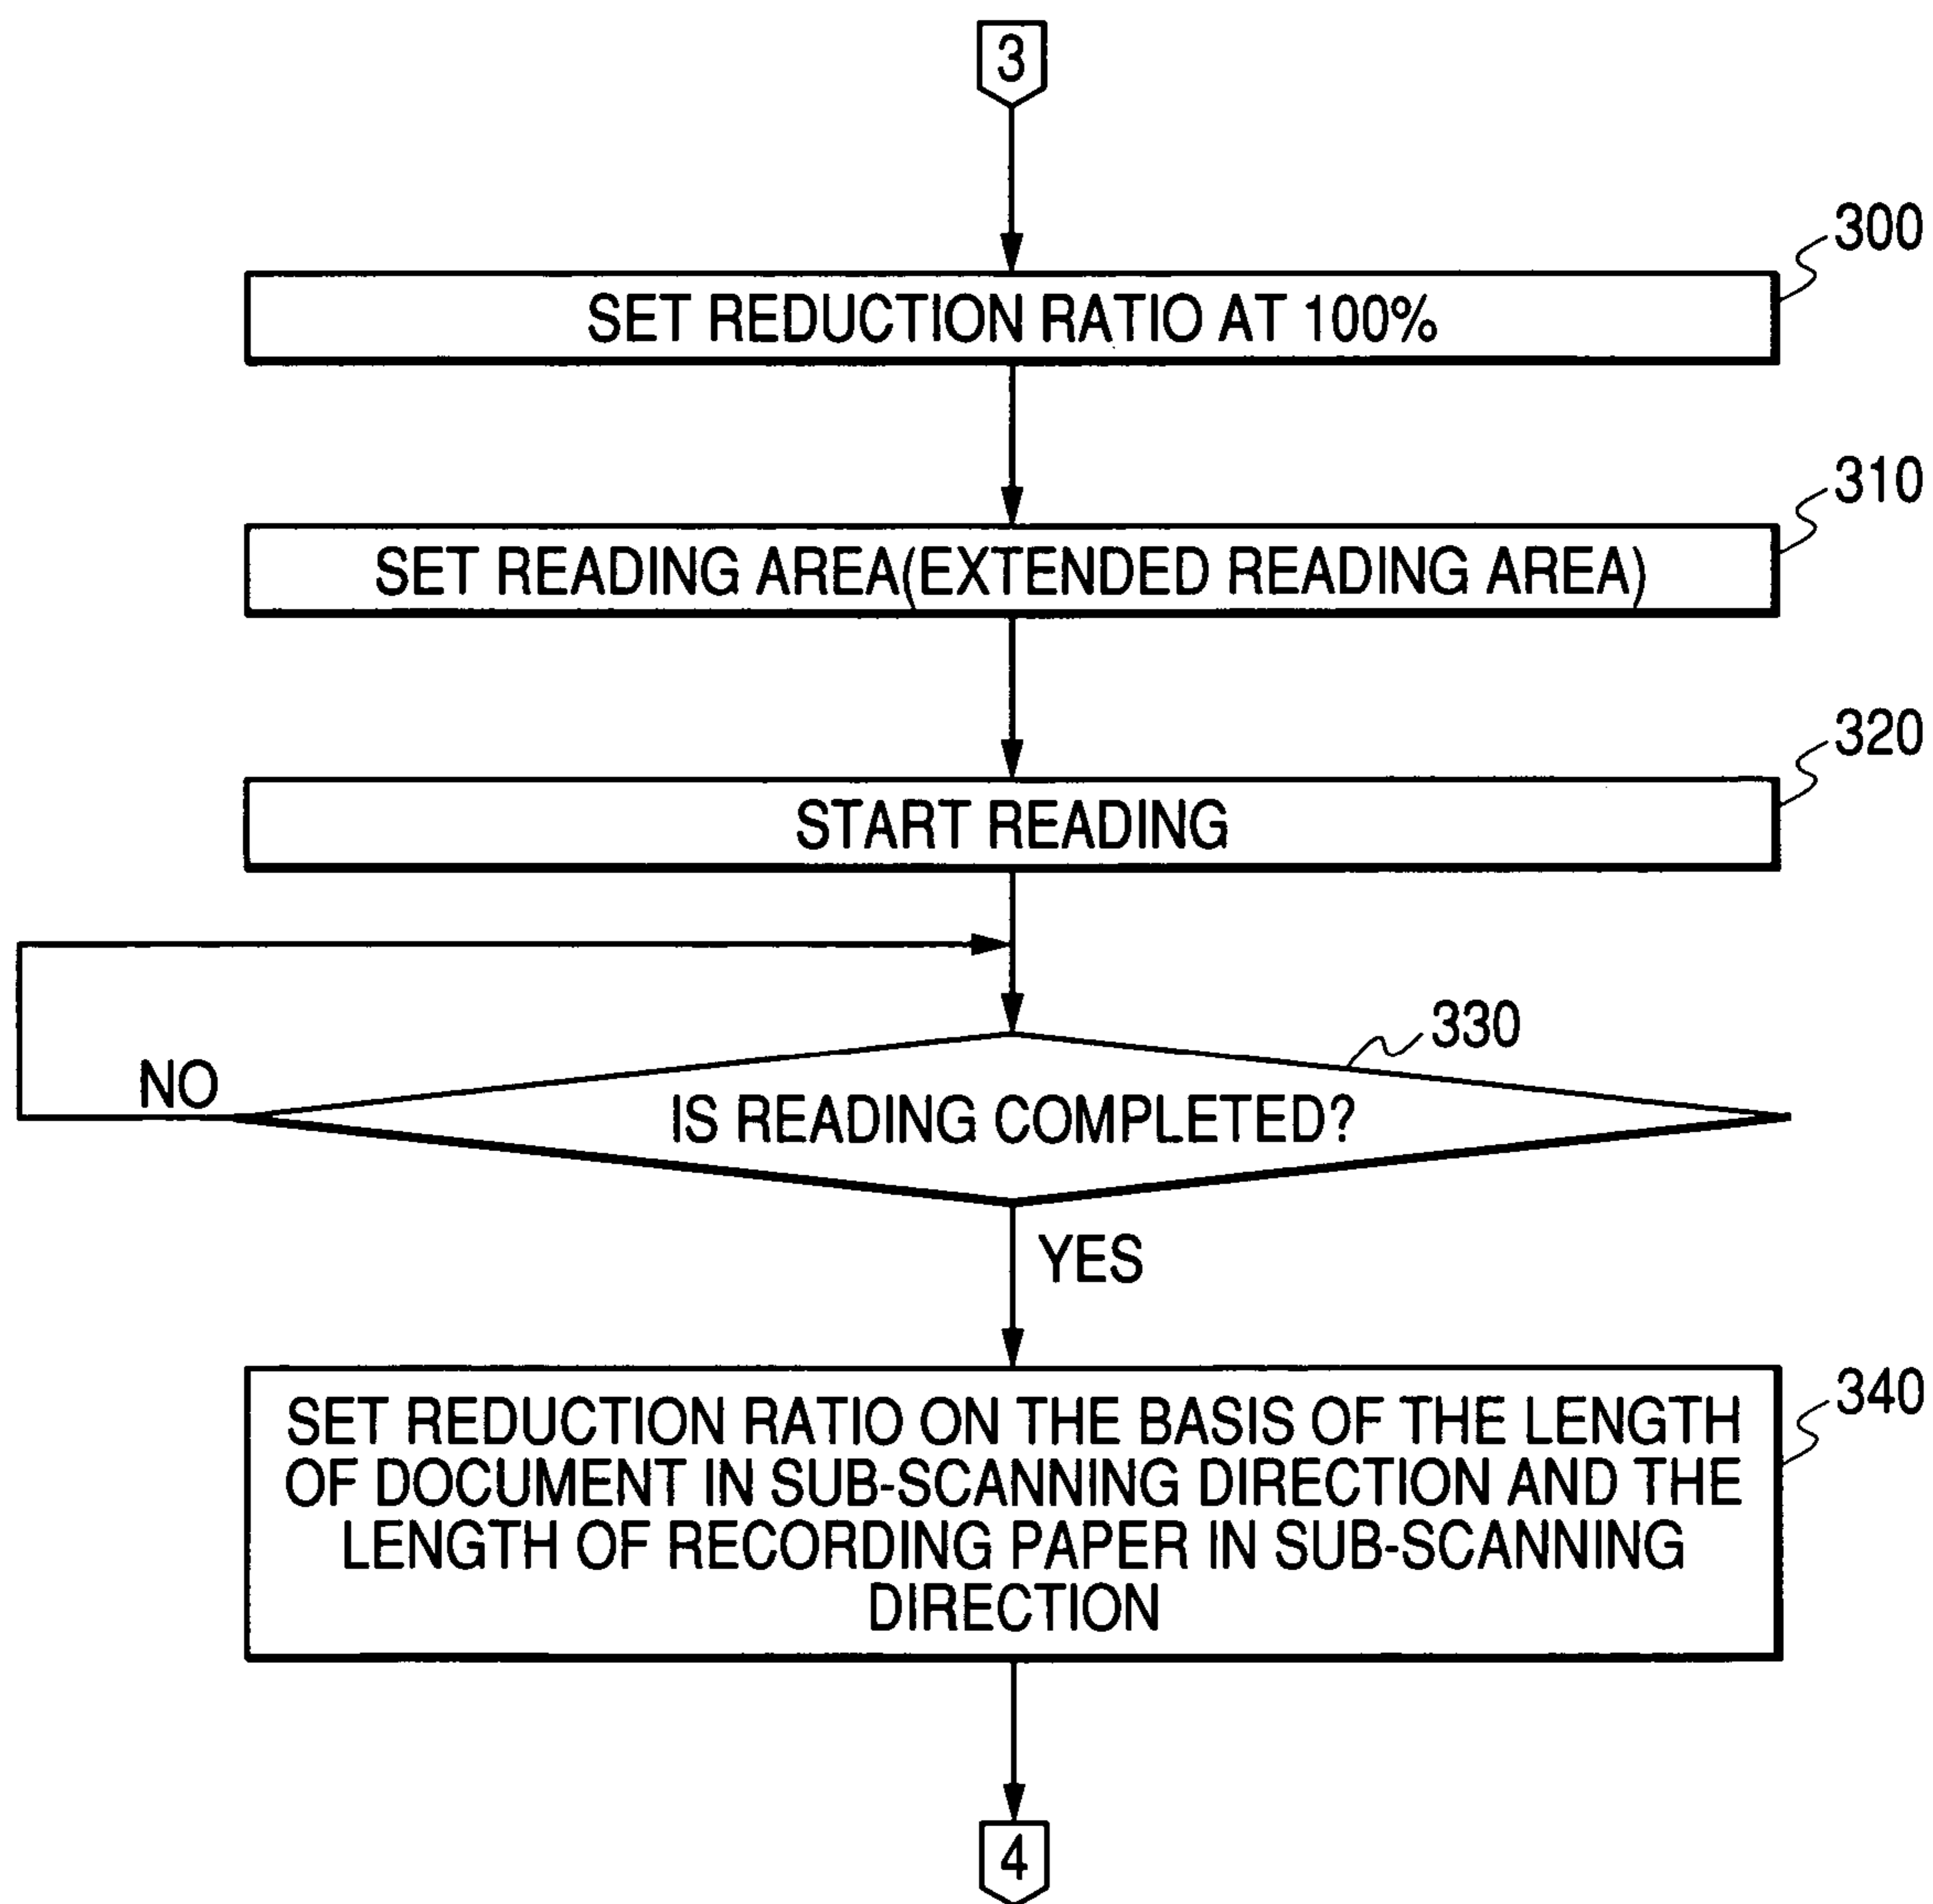 3
300
SET REDUCTION RATIO AT 100%
310
SET READING AREA(EXTENDED READING AREA)
320
START READING
330
NO
IS READING COMPLETED?
YES
340
SET REDUCTION RATIO ON THE BASIS OF THE LENGTH
OF DOCUMENT IN SUB-SCANNING DIRECTION AND THE
LENGTH OF RECORDING PAPER IN SUB-SCANNING
DIRECTION
4